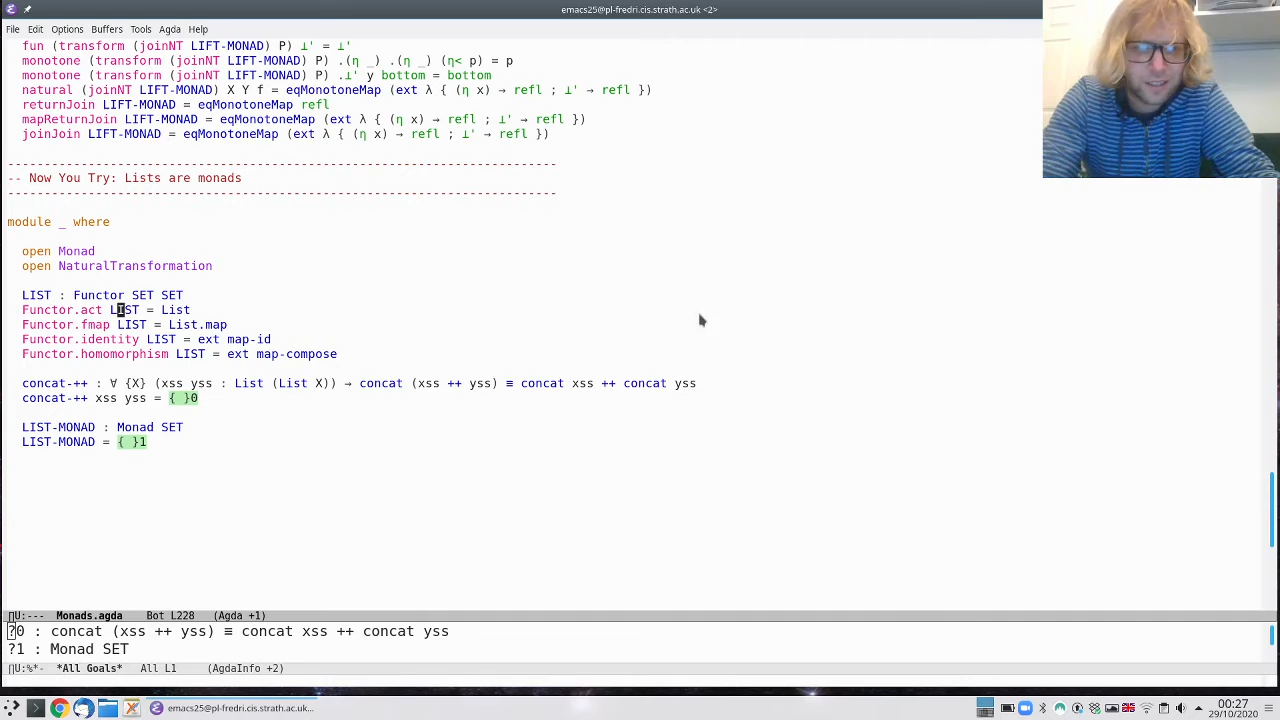 emacs25@pl-fredri.cis.strath.ac.uk <2>
File Edit Options Buffers Tools Agda Help
fun (transform (joinNT LIFT-MONAD) P) ⊥' = ⊥'
monotone (transform (joinNT LIFT-MONAD) P) .(η _) .(η _) (η< p) = p
monotone (transform (joinNT LIFT-MONAD) P) .⊥' y bottom = bottom
natural (joinNT LIFT-MONAD) X Y f = eqMonotoneMap (ext λ { (η x) → refl ; ⊥' → refl })
returnJoin LIFT-MONAD = eqMonotoneMap refl
mapReturnJoin LIFT-MONAD = eqMonotoneMap (ext λ { (η x) → refl ; ⊥' → refl })
joinJoin LIFT-MONAD = eqMonotoneMap (ext λ { (η x) → refl ; ⊥' → refl })
---------------------------------------------------------------------------
-- Now You Try: Lists are monads
---------------------------------------------------------------------------
module _ where
open Monad
open NaturalTransformation
LIST : Functor SET SET
Functor.act LIST = List
Functor.fmap LIST = List.map
Functor.identity LIST = ext map-id
Functor.homomorphism LIST = ext map-compose
concat-++ : ∀ {X} (xss yss : List (List X)) → concat (xss ++ yss) ≡ concat xss ++ concat yss
concat-++ xss yss = { }0
LIST-MONAD : Monad SET
LIST-MONAD = { }1
U:--- Monads.agda Bot L228 (Agda +1)
?0 : concat (xss ++ yss) ≡ concat xss ++ concat yss
?1 : Monad SET
U:%*- *All Goals* All L1 (AgdaInfo +2)
emacs25@pl-fredri.cis.strath.ac.uk...
00:27
29/10/2020